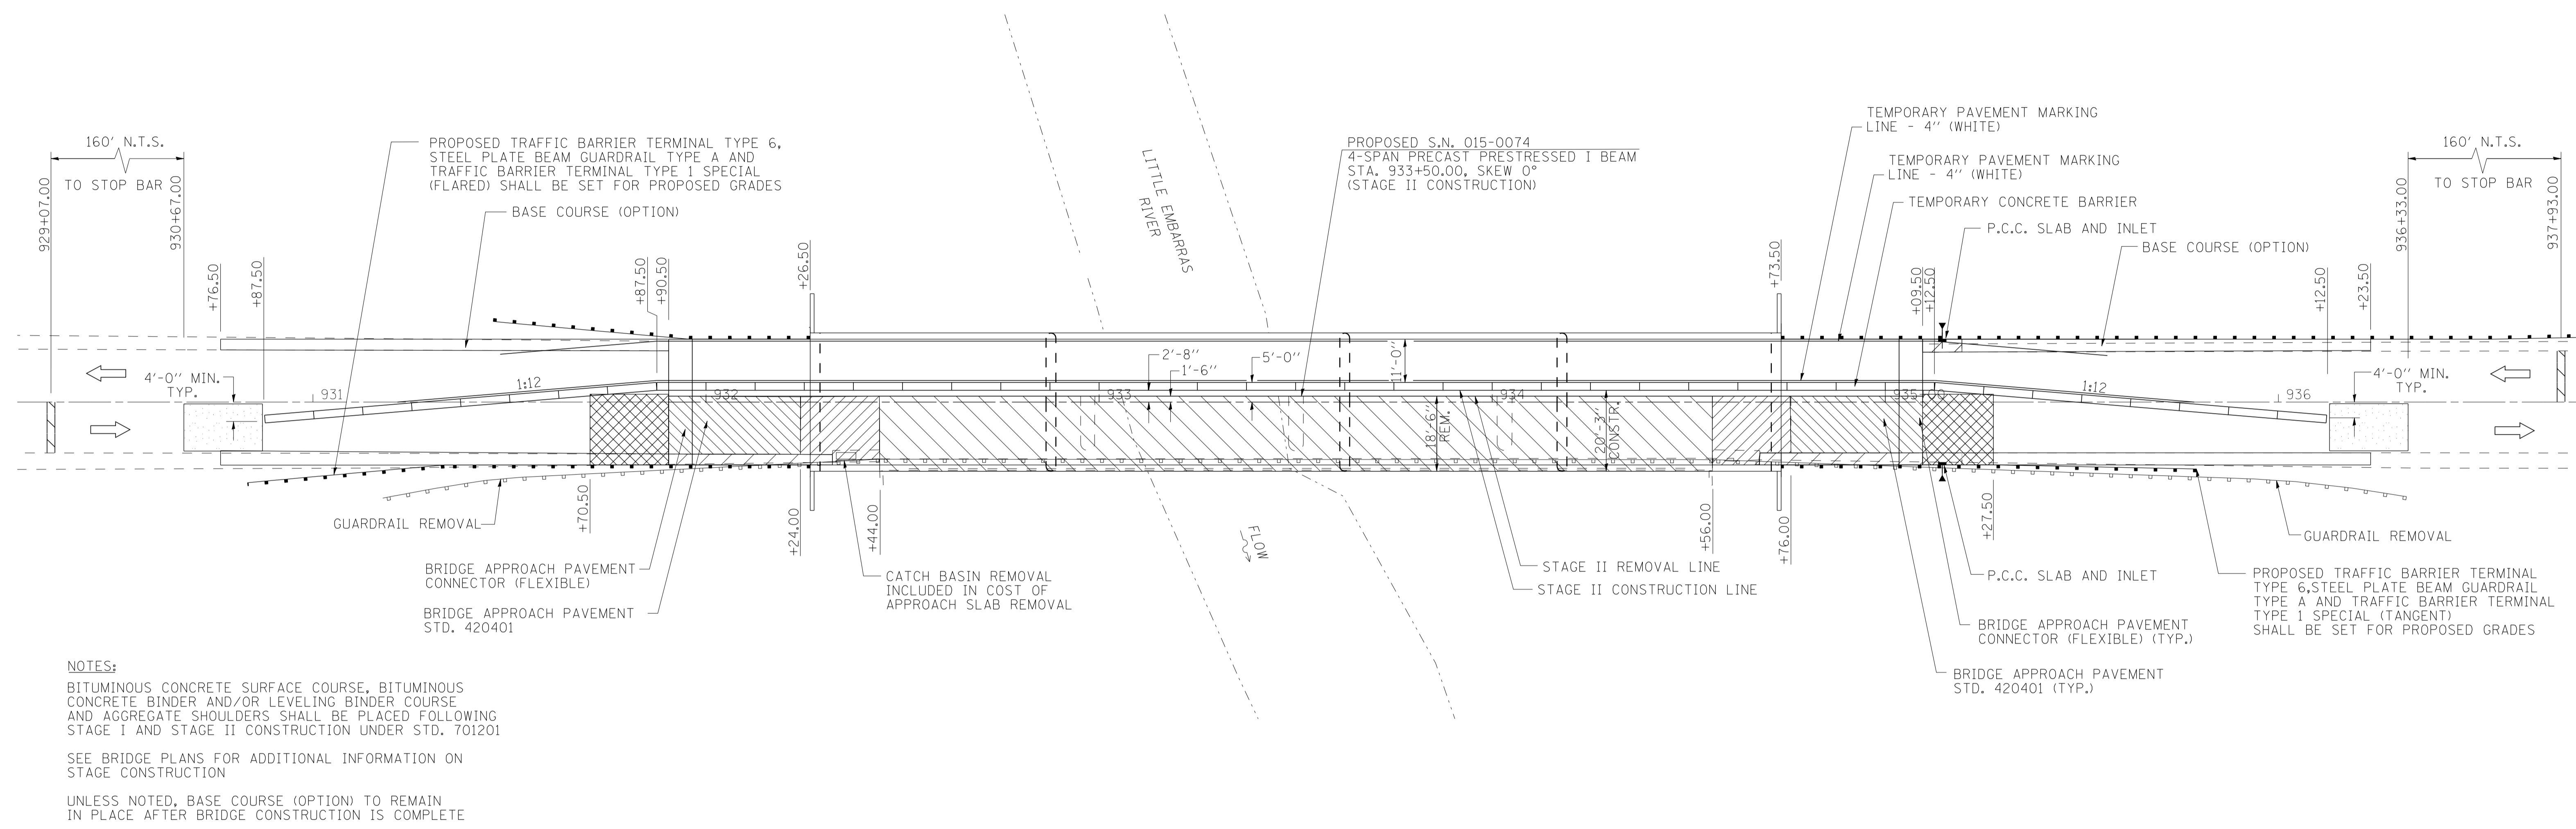 160' N.T.S.
TO STOP BAR
929+07.00
930+67.00
+76.50
+87.50
PROPOSED TRAFFIC BARRIER TERMINAL TYPE 6,
STEEL PLATE BEAM GUARDRAIL TYPE A AND
TRAFFIC BARRIER TERMINAL TYPE 1 SPECIAL
(FLARED) SHALL BE SET FOR PROPOSED GRADES
BASE COURSE (OPTION)
+87.50
+90.50
+26.50
LITTLE EMBARRAS
RIVER
PROPOSED S.N. 015-0074
4-SPAN PRECAST PRESTRESSED I BEAM
STA. 933+50.00, SKEW 0°
(STAGE II CONSTRUCTION)
TEMPORARY PAVEMENT MARKING
LINE - 4'' (WHITE)
TEMPORARY PAVEMENT MARKING
LINE - 4'' (WHITE)
TEMPORARY CONCRETE BARRIER
P.C.C. SLAB AND INLET
BASE COURSE (OPTION)
+73.50
+09.50
+12.50
+12.50
+23.50
160' N.T.S.
TO STOP BAR
936+33.00
937+93.00
4'-0'' MIN.
TYP.
1:12
931
932
2'-8''
1'-6''
5'-0''
11'-0''
933
934
18'-6''
REM.
20'-3''
CONSTR.
935+00
1:12
936
4'-0'' MIN.
TYP.
GUARDRAIL REMOVAL
+70.50
+24.00
+44.00
FLOW
+56.00
+76.00
+27.50
GUARDRAIL REMOVAL
BRIDGE APPROACH PAVEMENT
CONNECTOR (FLEXIBLE)
BRIDGE APPROACH PAVEMENT
STD. 420401
CATCH BASIN REMOVAL
INCLUDED IN COST OF
APPROACH SLAB REMOVAL
STAGE II REMOVAL LINE
STAGE II CONSTRUCTION LINE
P.C.C. SLAB AND INLET
BRIDGE APPROACH PAVEMENT
CONNECTOR (FLEXIBLE) (TYP.)
BRIDGE APPROACH PAVEMENT
STD. 420401 (TYP.)
PROPOSED TRAFFIC BARRIER TERMINAL
TYPE 6,STEEL PLATE BEAM GUARDRAIL
TYPE A AND TRAFFIC BARRIER TERMINAL
TYPE 1 SPECIAL (TANGENT)
SHALL BE SET FOR PROPOSED GRADES
NOTES:
BITUMINOUS CONCRETE SURFACE COURSE, BITUMINOUS
CONCRETE BINDER AND/OR LEVELING BINDER COURSE
AND AGGREGATE SHOULDERS SHALL BE PLACED FOLLOWING
STAGE I AND STAGE II CONSTRUCTION UNDER STD. 701201
SEE BRIDGE PLANS FOR ADDITIONAL INFORMATION ON
STAGE CONSTRUCTION
UNLESS NOTED, BASE COURSE (OPTION) TO REMAIN
IN PLACE AFTER BRIDGE CONSTRUCTION IS COMPLETE